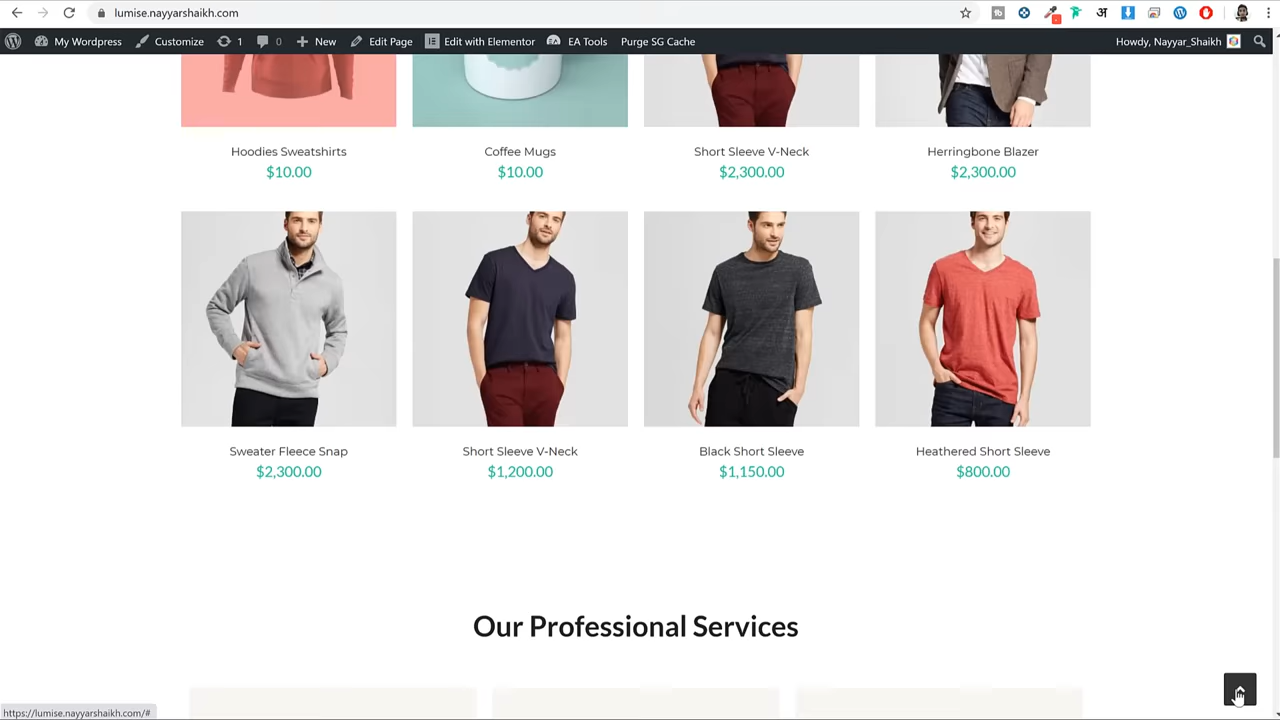 lumise.nayyarshaikh.com
My Wordpress Customize 1 0 New Edit Page Edit with Elementor EA Tools Purge SG Cache Howdy, Nayyar_Shaikh
Hoodies Sweatshirts Coffee Mugs Short Sleeve V-Neck Herringbone Blazer
$10.00 $10.00 $2,300.00 $2,300.00
Sweater Fleece Snap Short Sleeve V-Neck Black Short Sleeve Heathered Short Sleeve
$2,300.00 $1,200.00 $1,150.00 $800.00
Our Professional Services
https://lumise.nayyarshaikh.com/#